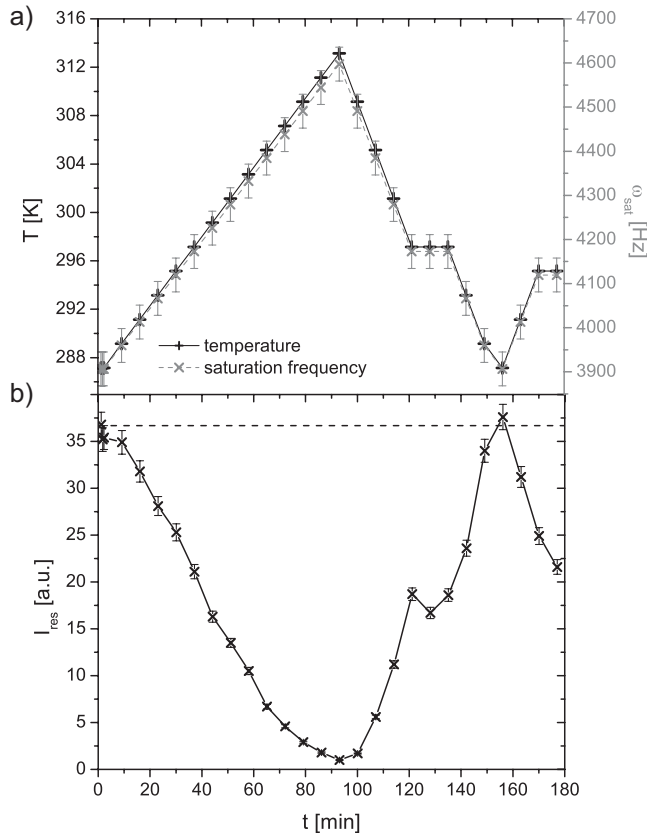 a)
316
312
308
304
300
296
292
288
T [K]
4700
4600
4500
4400
4300
4200
4100
4000
3900
ω_sat [Hz]
temperature
saturation frequency
b)
35
30
25
20
15
10
5
0
I_res [a.u.]
0 20 40 60 80 100 120 140 160 180
t [min]